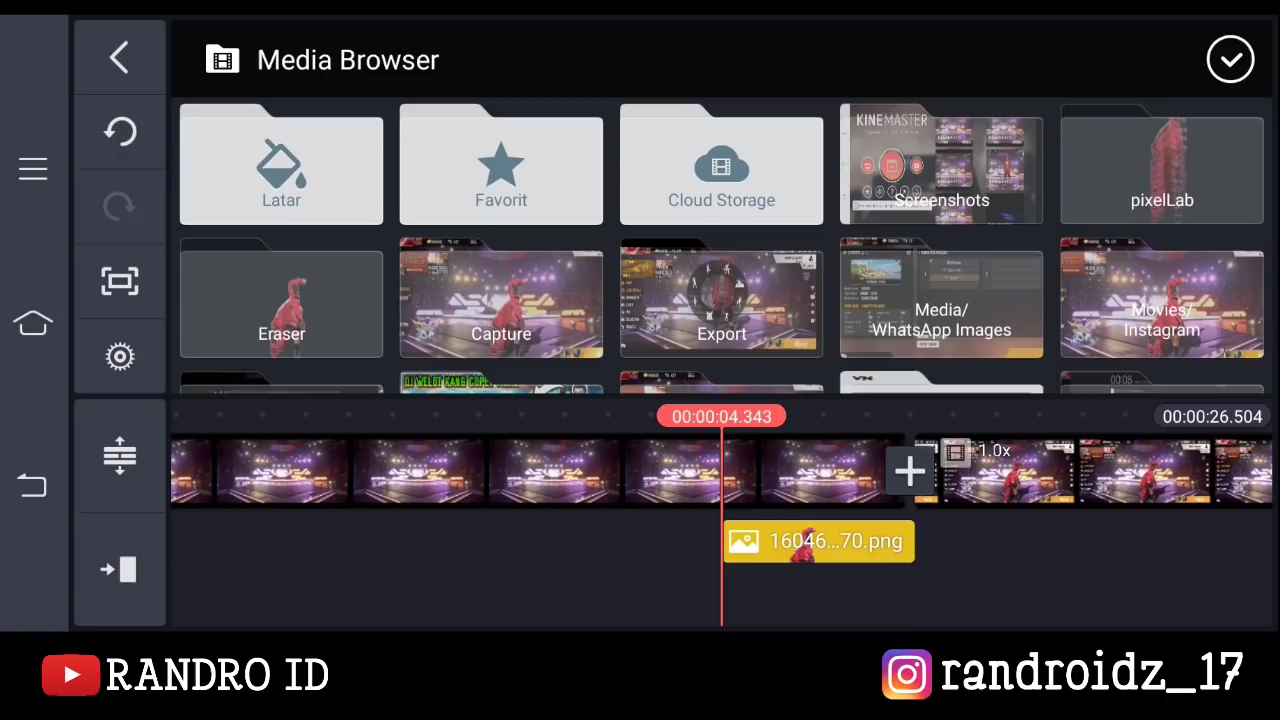 Media Browser
KINEMASTER
Latar
Favorit
Cloud Storage
Screenshots
pixelLab
Eraser
Capture
Export
Media/
WhatsApp Images
Movies/
Instagram
00:00:04.343
00:00:26.504
1.0x
16046...70.png
RANDRO ID
randroidz_17